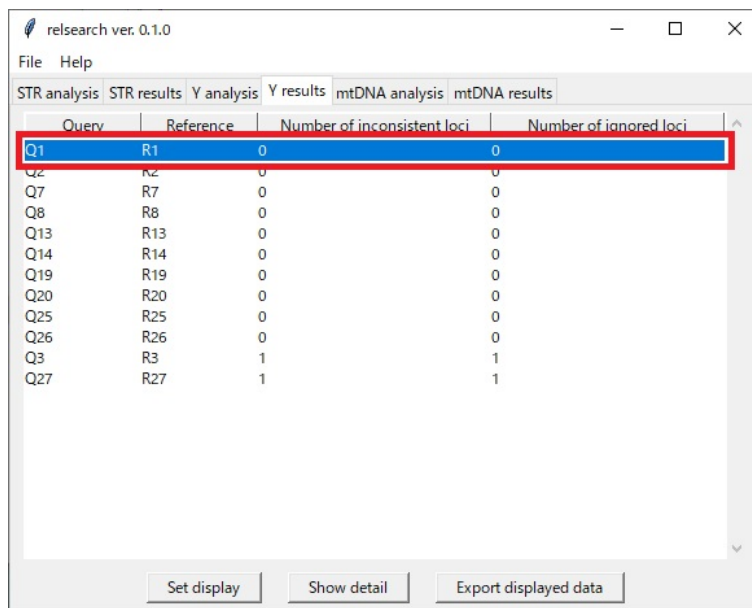 relsearch ver. 0.1.0
File Help
STR analysis STR results Y analysis Y results mtDNA analysis mtDNA results
Query Reference Number of inconsistent loci Number of ignored loci
Q1 R1 0 0
Q2 R2 0 0
Q7 R7 0 0
Q8 R8 0 0
Q13 R13 0 0
Q14 R14 0 0
Q19 R19 0 0
Q20 R20 0 0
Q25 R25 0 0
Q26 R26 0 0
Q3 R3 1 1
Q27 R27 1 1
Set display Show detail Export displayed data